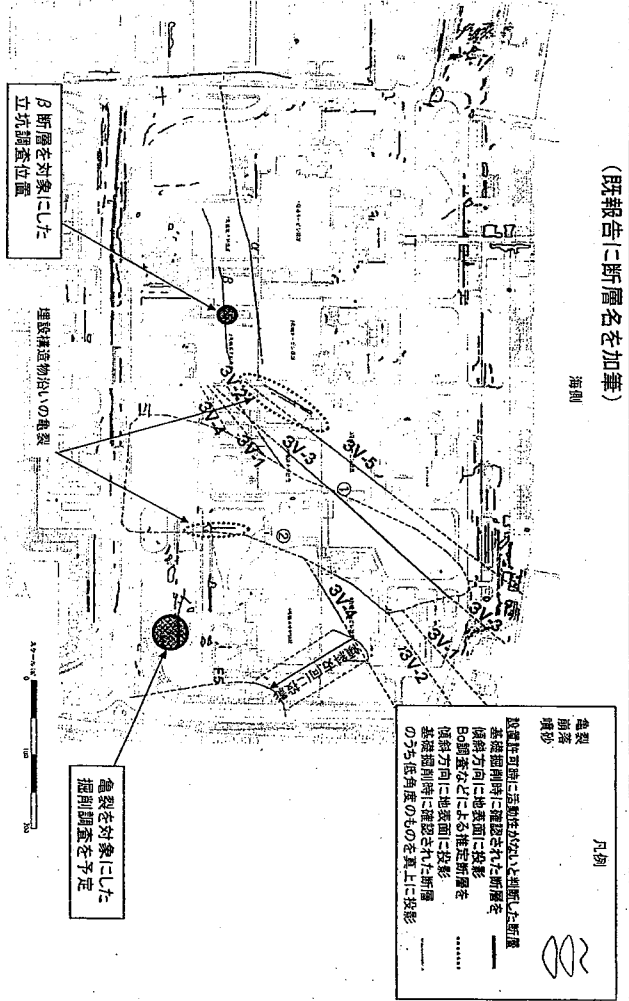 (既報告に断層名を加筆)
海側
凡例
亀裂
崩落
噴砂
設置許可時に活動性がないと判断した断層
基礎掘削時に確認された断層を
傾斜方向に地表面に投影
Bo調査などによる推定断層を
傾斜方向に地表面に投影
基礎掘削時に確認された断層
のうち低角度のものを真上に投影
3V-5
3V-3
3V-3
3V-1
3V-2
①
3V-2
3V-1
3V-4
α
β
②
3V-4
傾斜方向に投影
F5
β断層を対象にした
立坑調査位置
埋設構造物沿いの亀裂
亀裂を対象にした
掘削調査を予定